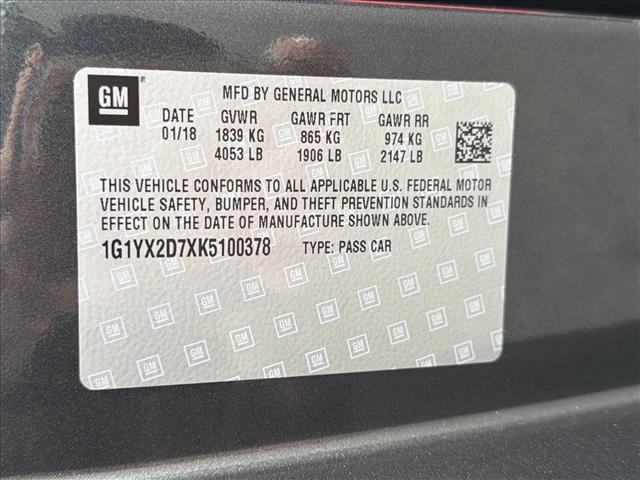 GM ®
MFD BY GENERAL MOTORS LLC
DATE GVWR GAWR FRT GAWR RR
01/18 1839 KG 865 KG 974 KG
4053 LB 1906 LB 2147 LB
THIS VEHICLE CONFORMS TO ALL APPLICABLE U.S. FEDERAL MOTOR
VEHICLE SAFETY, BUMPER, AND THEFT PREVENTION STANDARDS IN
EFFECT ON THE DATE OF MANUFACTURE SHOWN ABOVE.
1G1YX2D7XK5100378 TYPE: PASS CAR